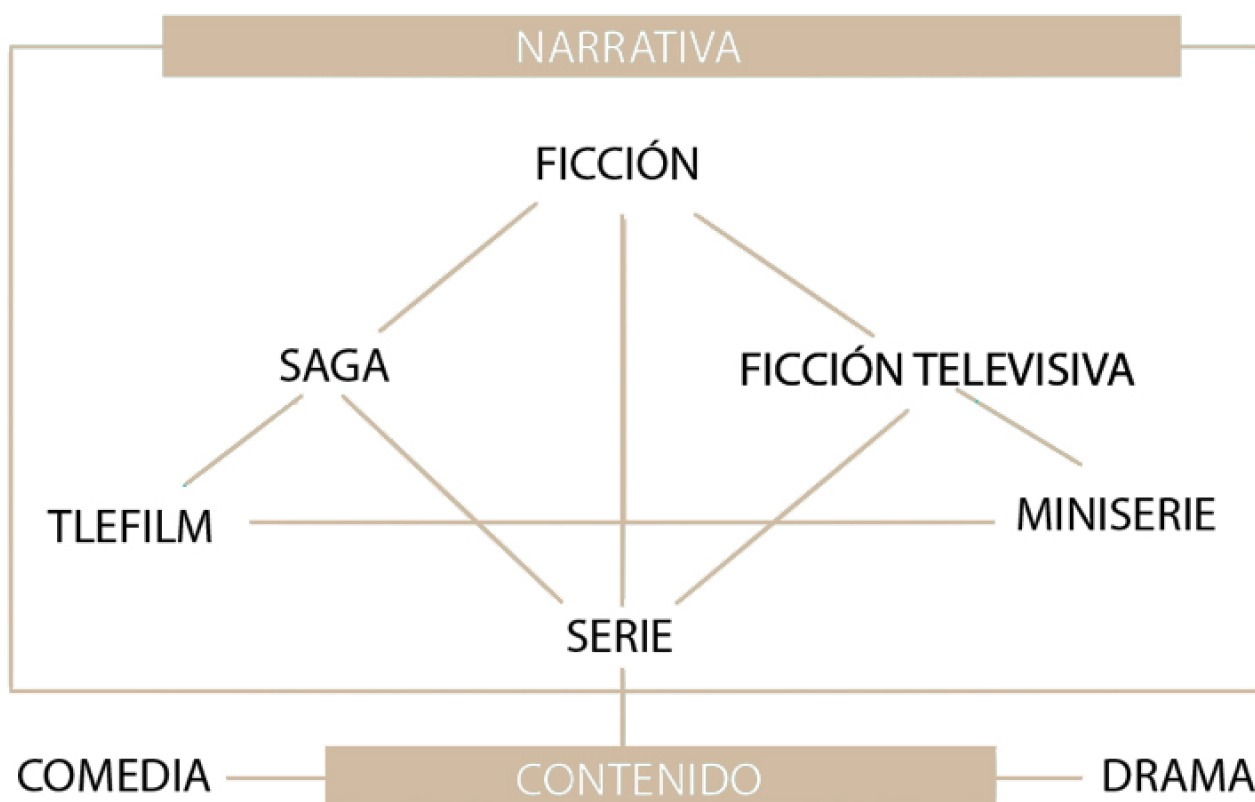 NARRATIVA
FICCIÓN
SAGA
FICCIÓN TELEVISIVA
TLEFILM
MINISERIE
SERIE
COMEDIA
CONTENIDO
DRAMA